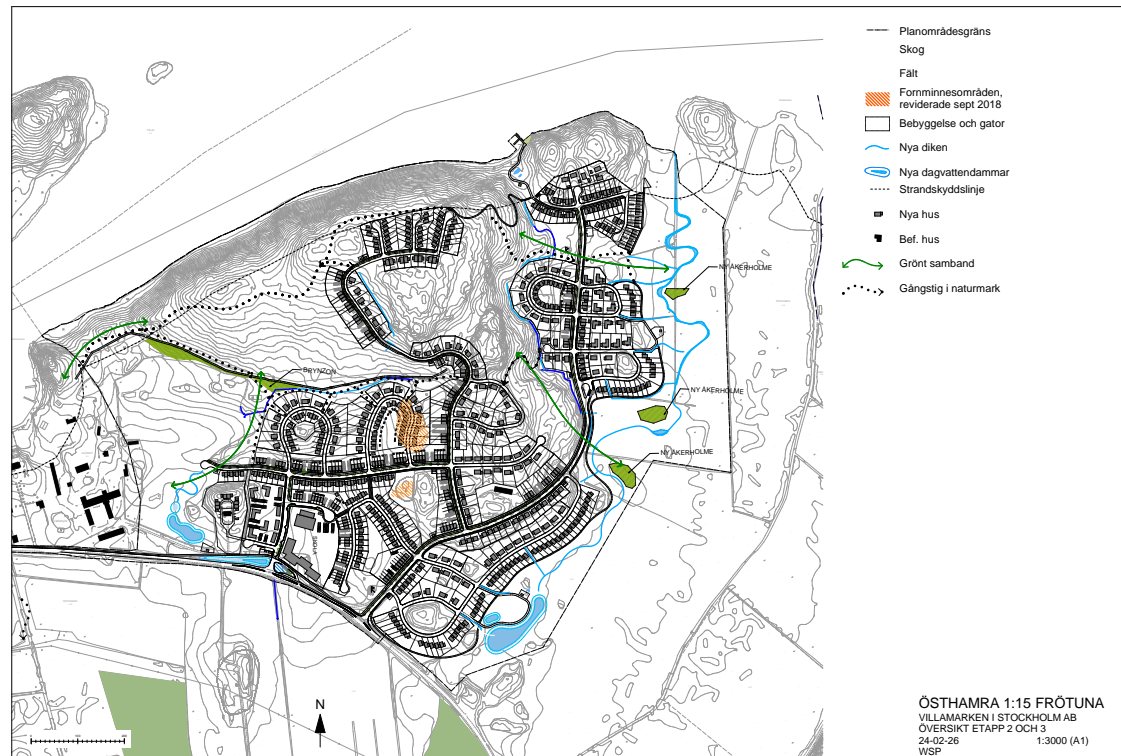 Planområdesgräns
Skog
Fält
Fornminnesområden,
reviderade sept 2018
Bebyggelse och gator
Nya diken
Nya dagvattendammar
Strandskyddslinje
Nya hus
Bef. hus
Grönt samband
Gångstig i naturmark
NY ÅKERHOLME
BRYNZON
NY ÅKERHOLME
NY ÅKERHOLME
SKOLA
N
ÖSTHAMRA 1:15 FRÖTUNA
VILLAMARKEN I STOCKHOLM AB
ÖVERSIKT ETAPP 2 OCH 3
24-02-26 1:3000 (A1)
WSP